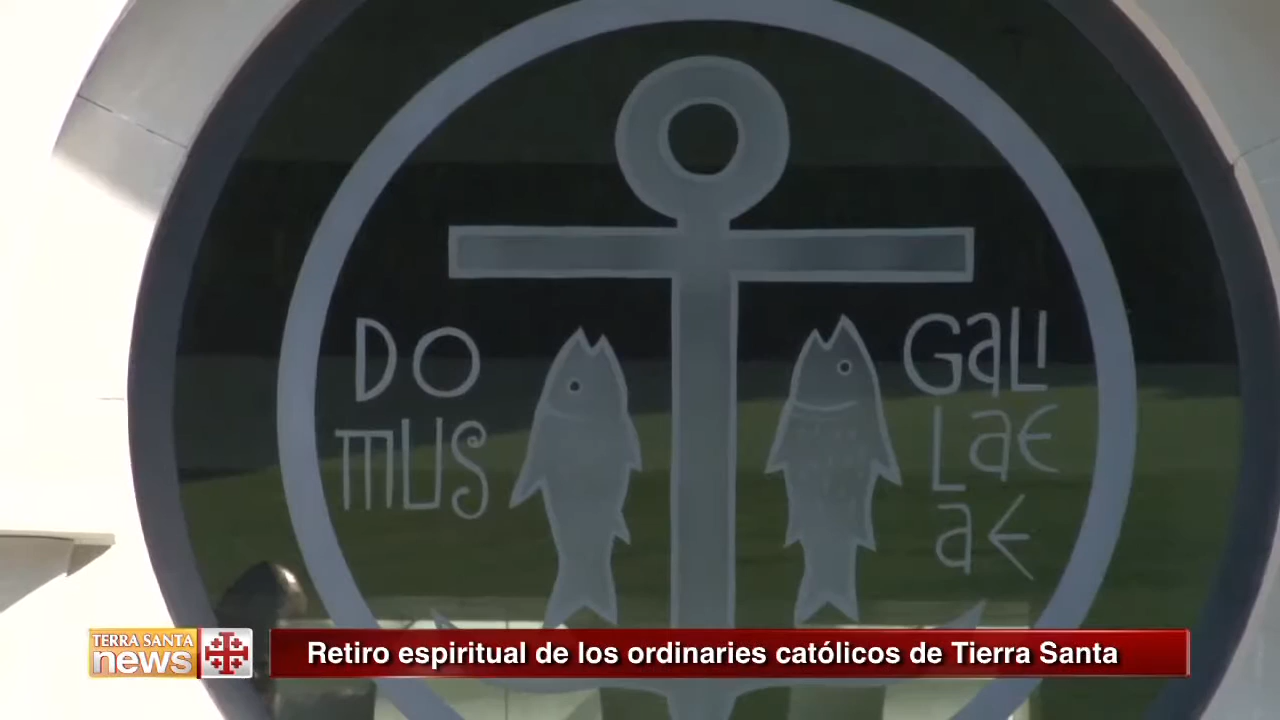 DO
MUS
GALI
LAE
AE
TERRA SANTA
news
Retiro espiritual de los ordinaries católicos de Tierra Santa